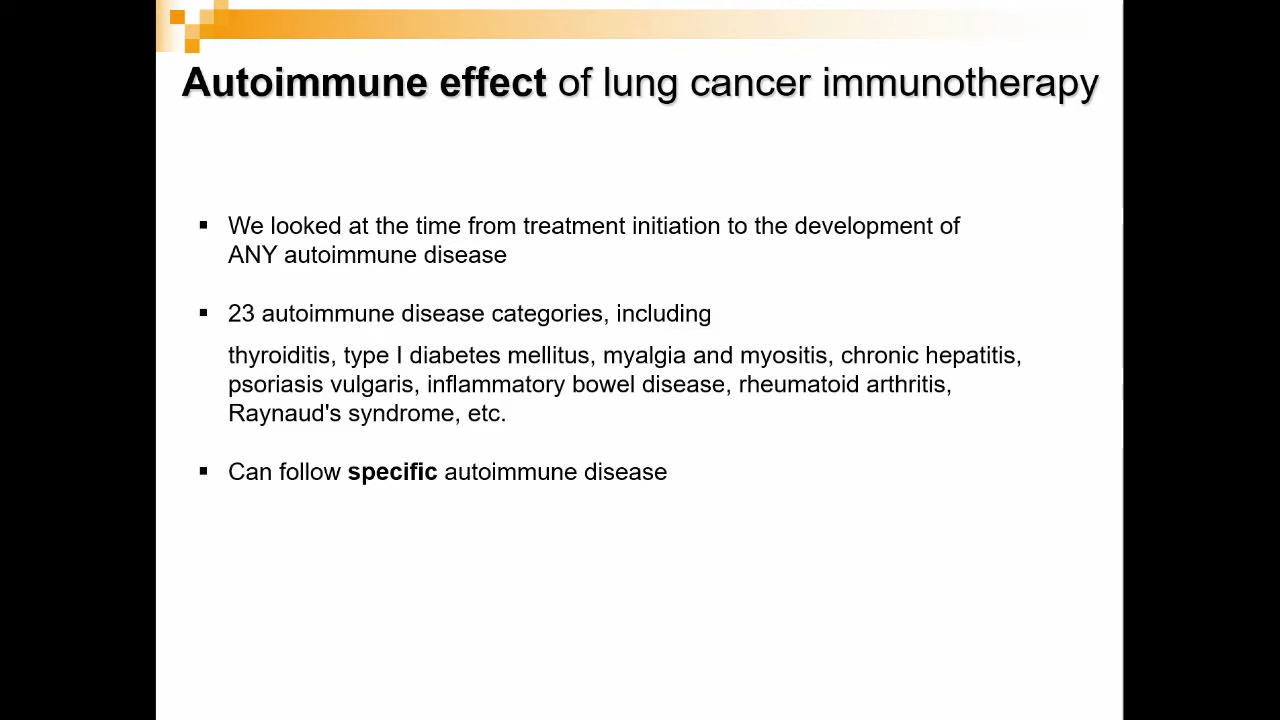 Autoimmune effect of lung cancer immunotherapy
▪ We looked at the time from treatment initiation to the development of
ANY autoimmune disease
▪ 23 autoimmune disease categories, including
thyroiditis, type I diabetes mellitus, myalgia and myositis, chronic hepatitis,
psoriasis vulgaris, inflammatory bowel disease, rheumatoid arthritis,
Raynaud's syndrome, etc.
▪ Can follow specific autoimmune disease